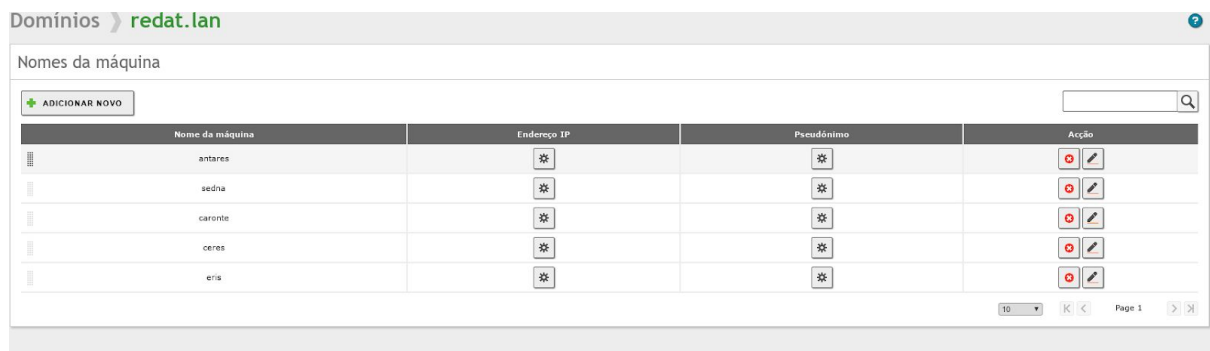 Domínios redat.lan
Nomes da máquina
ADICIONAR NOVO
Nome da máquina Endereço IP Pseudónimo Acção
antares
sedna
caronte
ceres
eris
10 Page 1